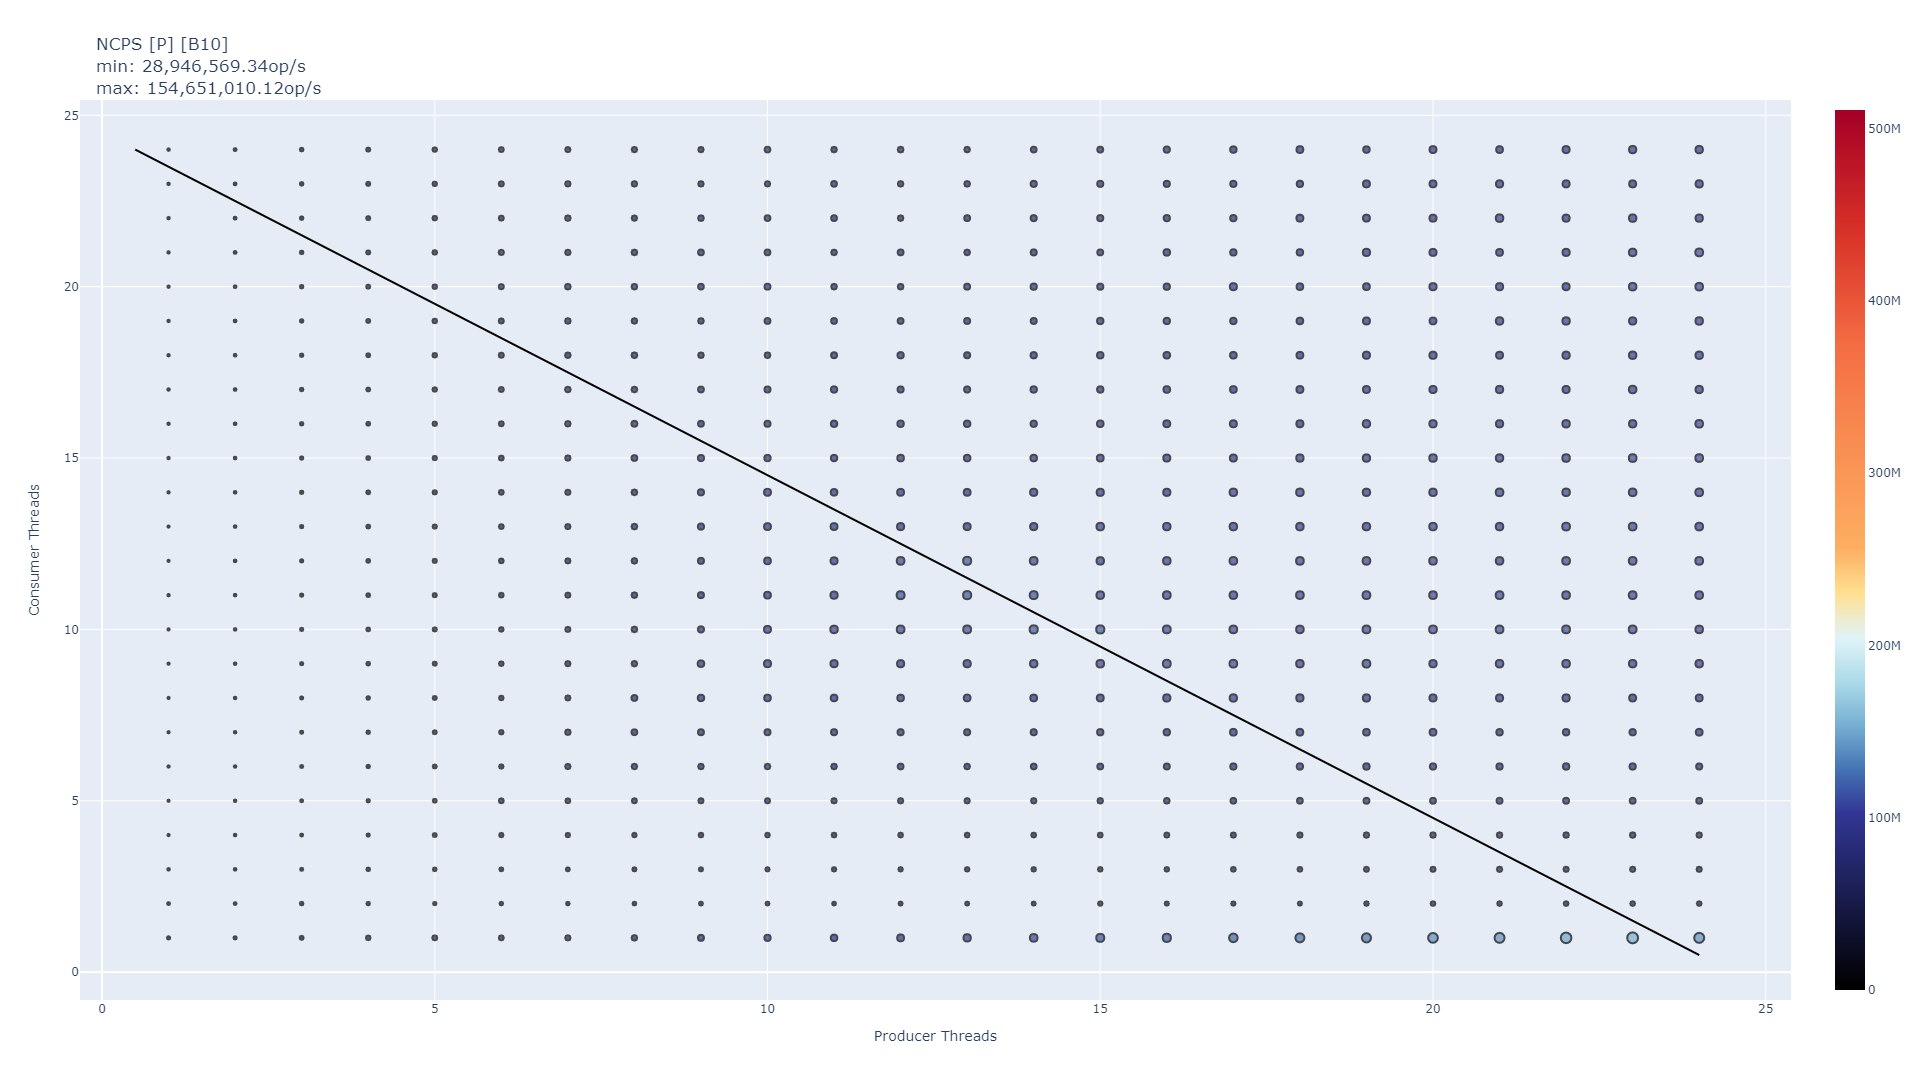 NCPS [P] [B10]
min: 28,946,569.34op/s
max: 154,651,010.12op/s
25
20
15
10
5
0
Consumer Threads
0
5
10
15
20
25
Producer Threads
500M
400M
300M
200M
100M
0